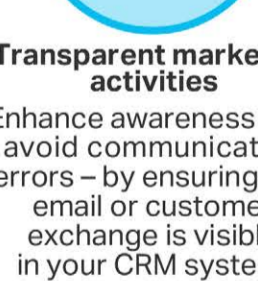 Transparent marke
activities
Enhance awareness
avoid communicat
errors – by ensuring
email or custome
exchange is visibl
in your CRM syste